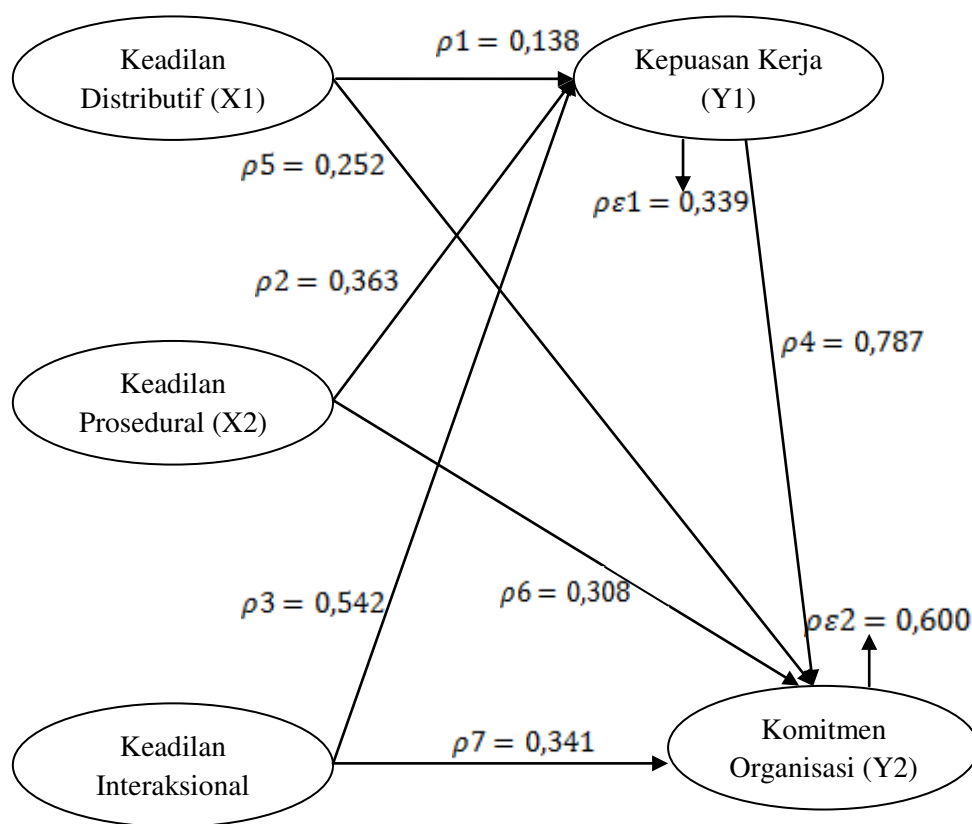 Keadilan
Distributif (X1)
ρ1 = 0,138
Kepuasan Kerja
(Y1)
ρ5 = 0,252
ρε1 = 0,339
ρ2 = 0,363
ρ4 = 0,787
Keadilan
Prosedural (X2)
ρ3 = 0,542
ρ6 = 0,308
ρε2 = 0,600
Keadilan
Interaksional
ρ7 = 0,341
Komitmen
Organisasi (Y2)